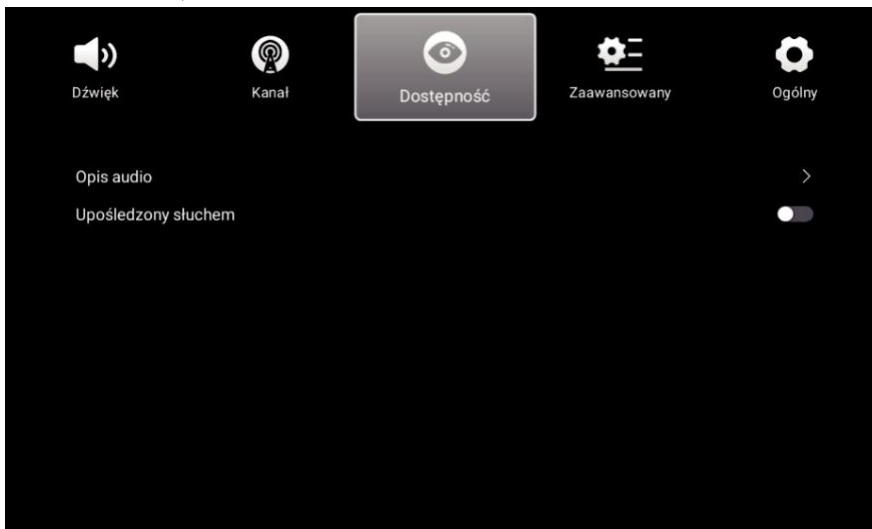 Dźwięk
Kanał
Dostępność
Zaawansowany
Ogólny
Opis audio
Upośledzony słuchem